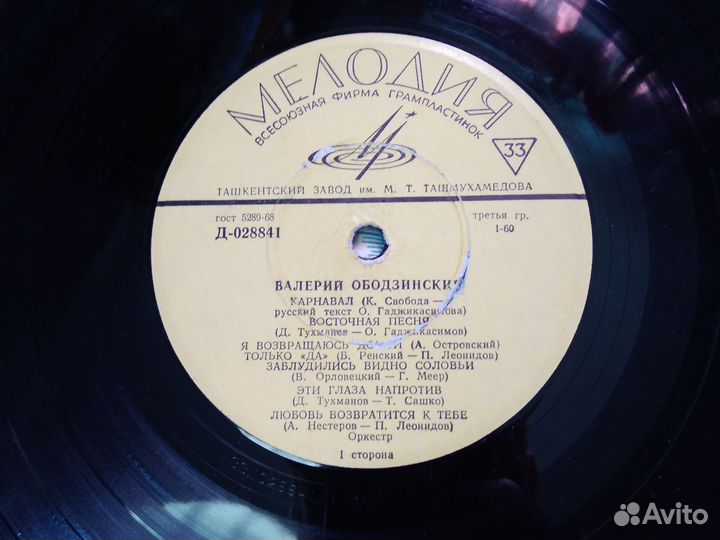 МЕЛОДИЯ
ВСЕСОЮЗНАЯ ФИРМА ГРАМПЛАСТИНОК
33
ТАШКЕНТСКИЙ ЗАВОД им. М. Т. ТАШМУХАМЕДОВА
гост 5289-68
третья гр.
Д-028841
1-60
ВАЛЕРИЙ ОБОДЗИНСКИЙ
КАРНАВАЛ (К. Свобода —
русский текст О. Гаджикасимова)
ВОСТОЧНАЯ ПЕСНЯ
(Д. Тухманов — О. Гаджикасимов)
Я ВОЗВРАЩАЮСЬ ДОМОЙ (А. Островский)
ТОЛЬКО «ДА» (Б. Ренский — П. Леонидов)
ЗАБЛУДИЛИСЬ ВИДНО СОЛОВЬИ
(В. Орловецкий — Г. Меер)
ЭТИ ГЛАЗА НАПРОТИВ
(Д. Тухманов — Т. Сашко)
ЛЮБОВЬ ВОЗВРАТИТСЯ К ТЕБЕ
(А. Нестеров — П. Леонидов)
Оркестр
1 сторона
Avito